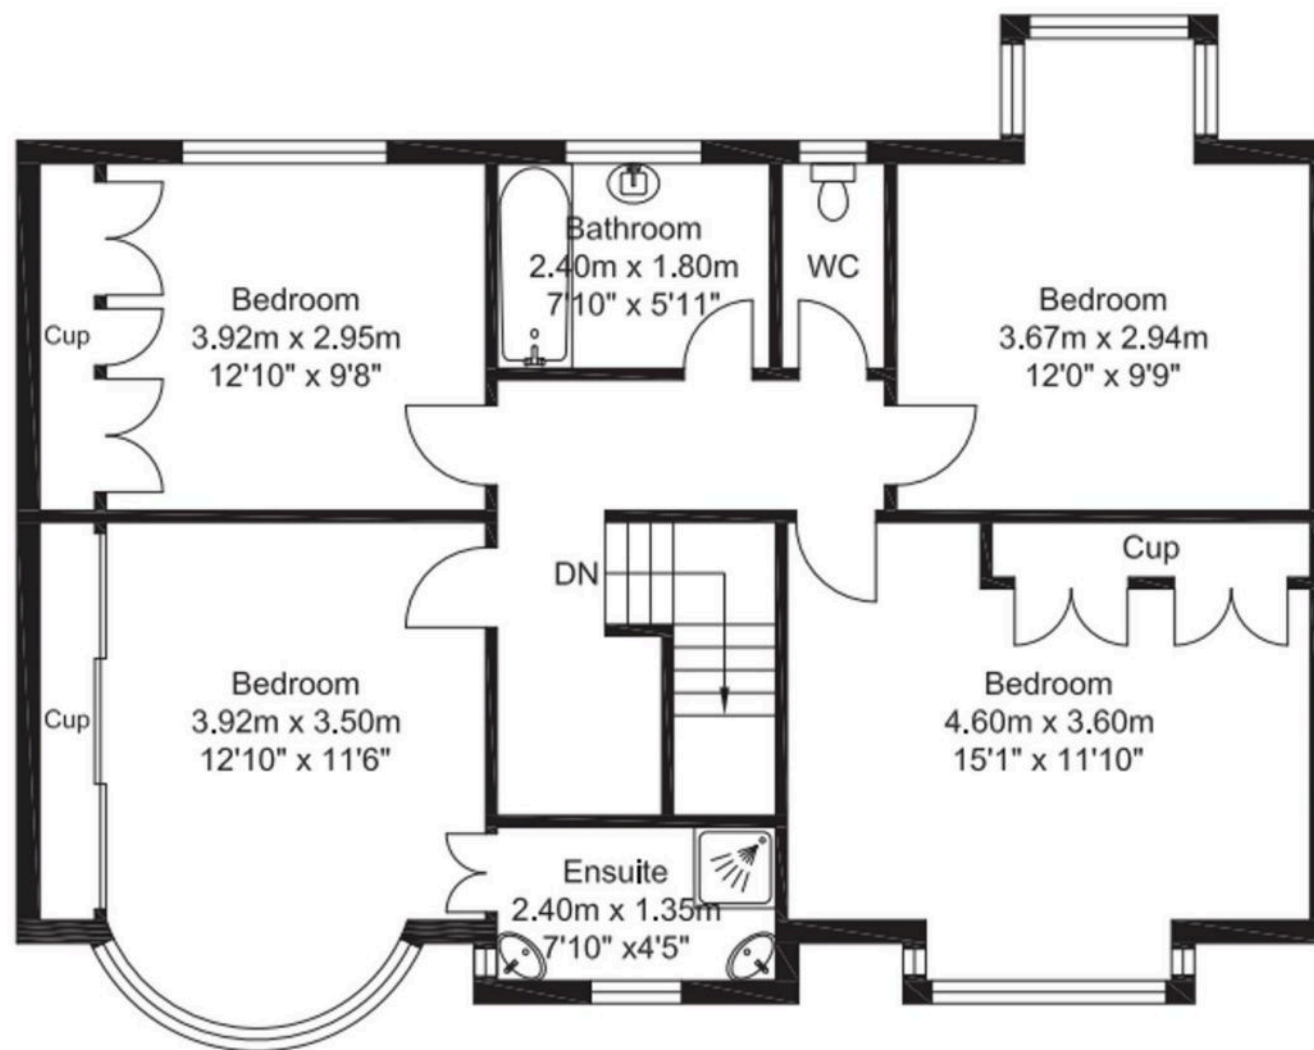 Bathroom
2.40m x 1.80m
7'10" x 5'11"
WC
Bedroom
3.92m x 2.95m
12'10" x 9'8"
Cup
Bedroom
3.67m x 2.94m
12'0" x 9'9"
DN
Cup
Bedroom
3.92m x 3.50m
12'10" x 11'6"
Cup
Bedroom
4.60m x 3.60m
15'1" x 11'10"
Ensuite
2.40m x 1.35m
7'10" x4'5"